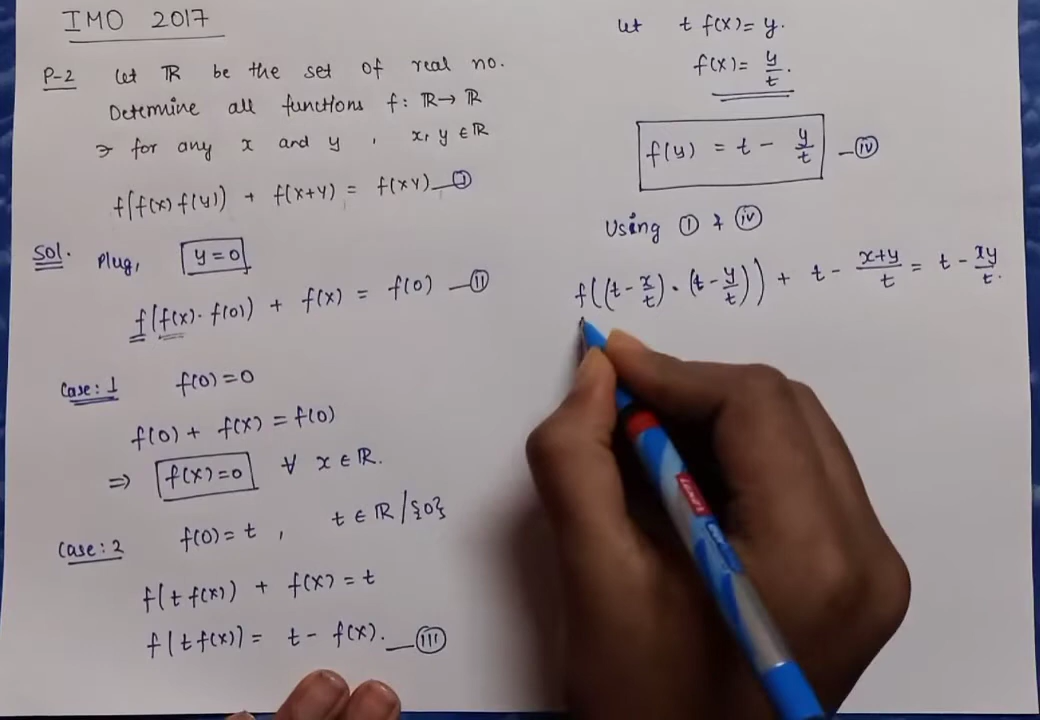 IMO 2017
P-2 Let ℝ be the set of real no.
Determine all functions f: ℝ→ ℝ
∋ for any x and y , x, y ∈ ℝ
f(f(x) f(y)) + f(x+y) = f(xy) — Ⓘ
Sol. Plug, y=0
f(f(x). f(0)) + f(x) = f(0) — Ⓘ Ⓘ
Case: 1 f(0)=0
f(0) + f(x) = f(0)
⇒ f(x)=0 ∀ x ∈ ℝ.
Case: 2 f(0) = t , t ∈ ℝ/{0}
f(t f(x)) + f(x) = t
f(t f(x)) = t - f(x). — (III)
Let t f(x) = y.
f(x) = y/t.
f(y) = t - y/t — (iv)
Using (I) & (iv)
f((t - x/t) . (t - y/t)) + t - (x+y)/t = t - xy/t.